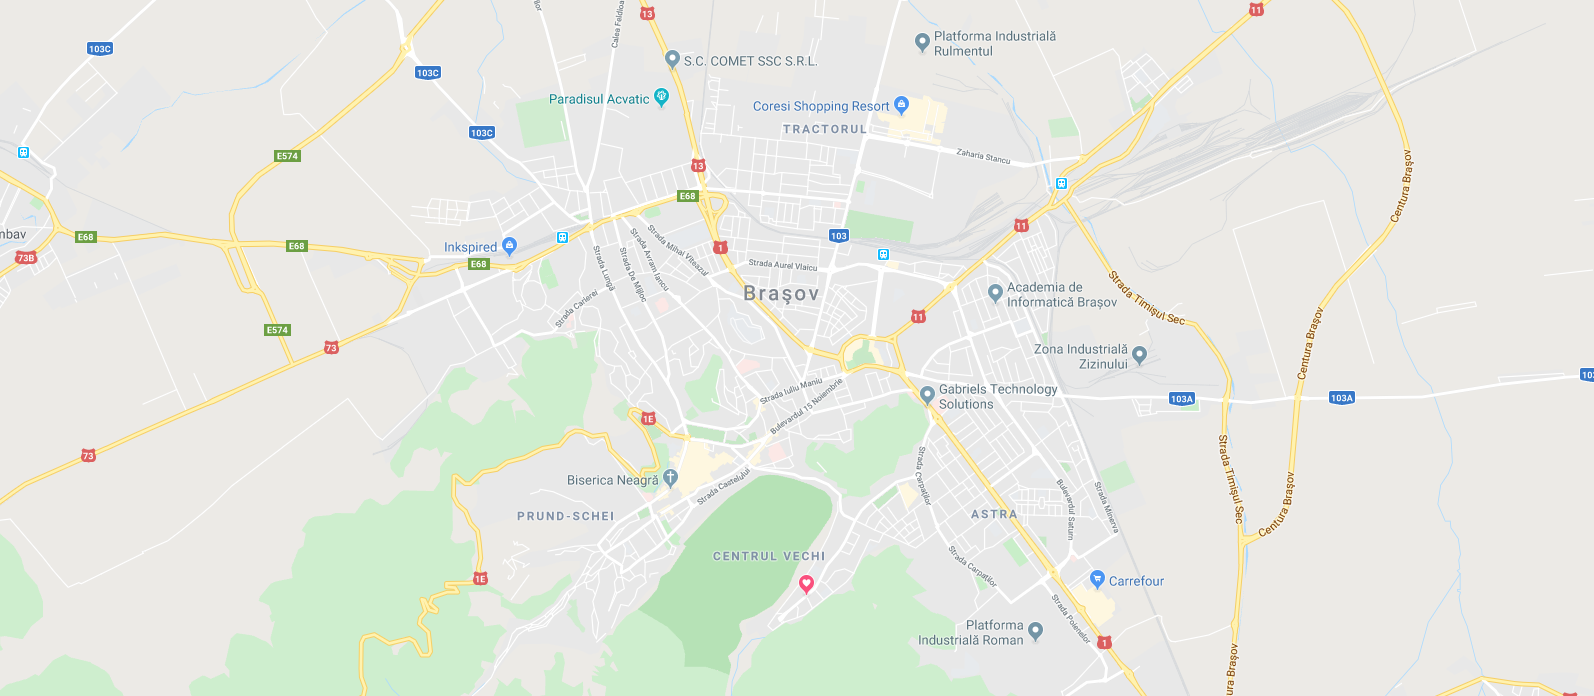 13
11
Calea Feldioa
103C
Platforma Industrială
Rulmentul
S.C. COMET SSC S.R.L.
103C
Paradisul Acvatic
Coresi Shopping Resort
TRACTORUL
103C
E574
Zaharia Stancu
13
Centura Brașov
E68
mbav
E68
E68
73B
Inkspired
E68
103
11
1
Strada Lungă
Strada De Mijloc
Strada Avram Iancu
Strada Mihai Viteazul
Strada Aurel Vlaicu
Brașov
Strada Carierei
Academia de
Informatică Brașov
Strada Timișul Sec
11
E574
73
Centura Brașov
Zona Industrială
Zizinului
103A
103A
103
Gabriels Technology
Solutions
Strada Iuliu Maniu
Bulevardul 15 Noiembrie
1E
73
Biserica Neagră
Strada Castelului
Strada Carpaților
Bulevardul Saturn
Strada Minerva
Strada Timișul Sec
Centura Brașov
PRUND-SCHEI
ASTRA
CENTRUL VECHI
Strada Carpaților
1E
Carrefour
Strada Poienelor
Platforma
Industrială Roman
1
ntura Brașov